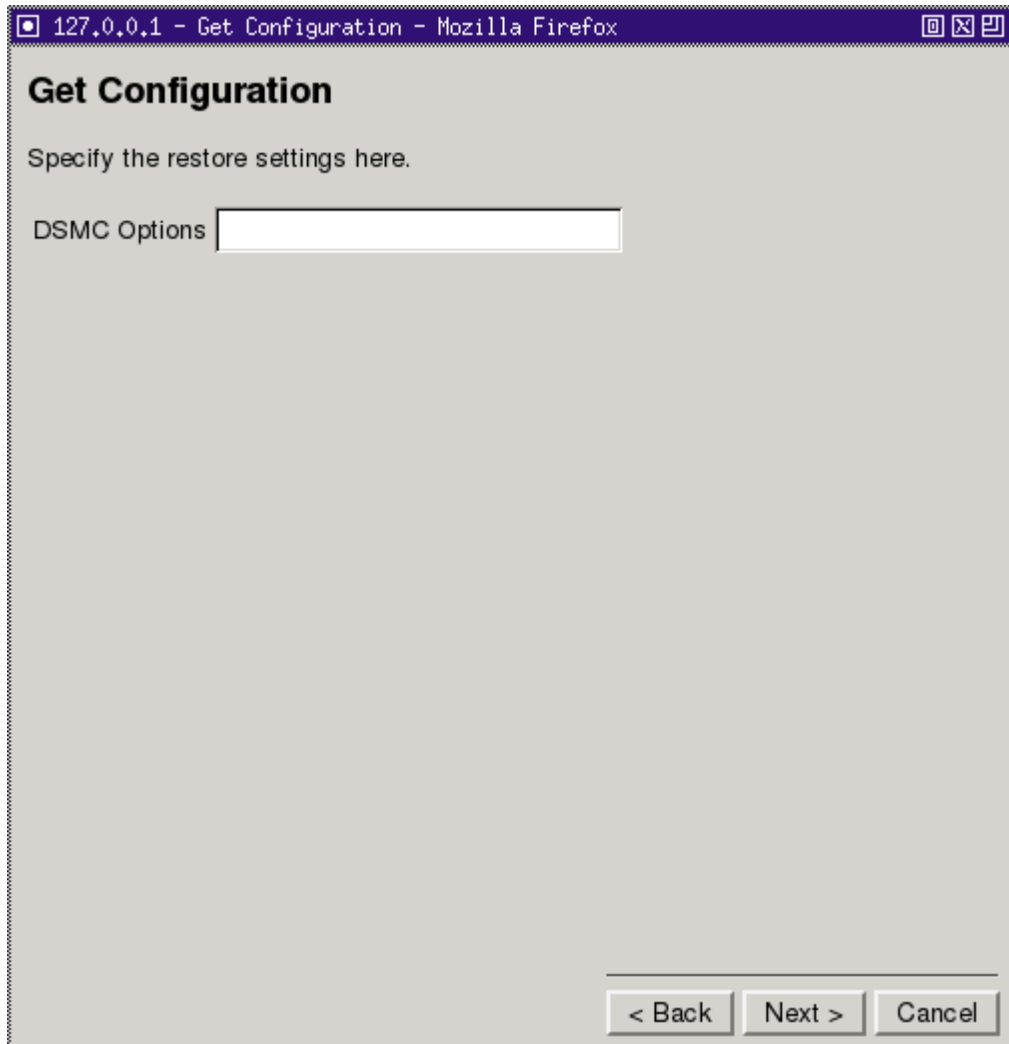 127.0.0.1 - Get Configuration - Mozilla Firefox
Get Configuration
Specify the restore settings here.
DSMC Options
< Back Next > Cancel